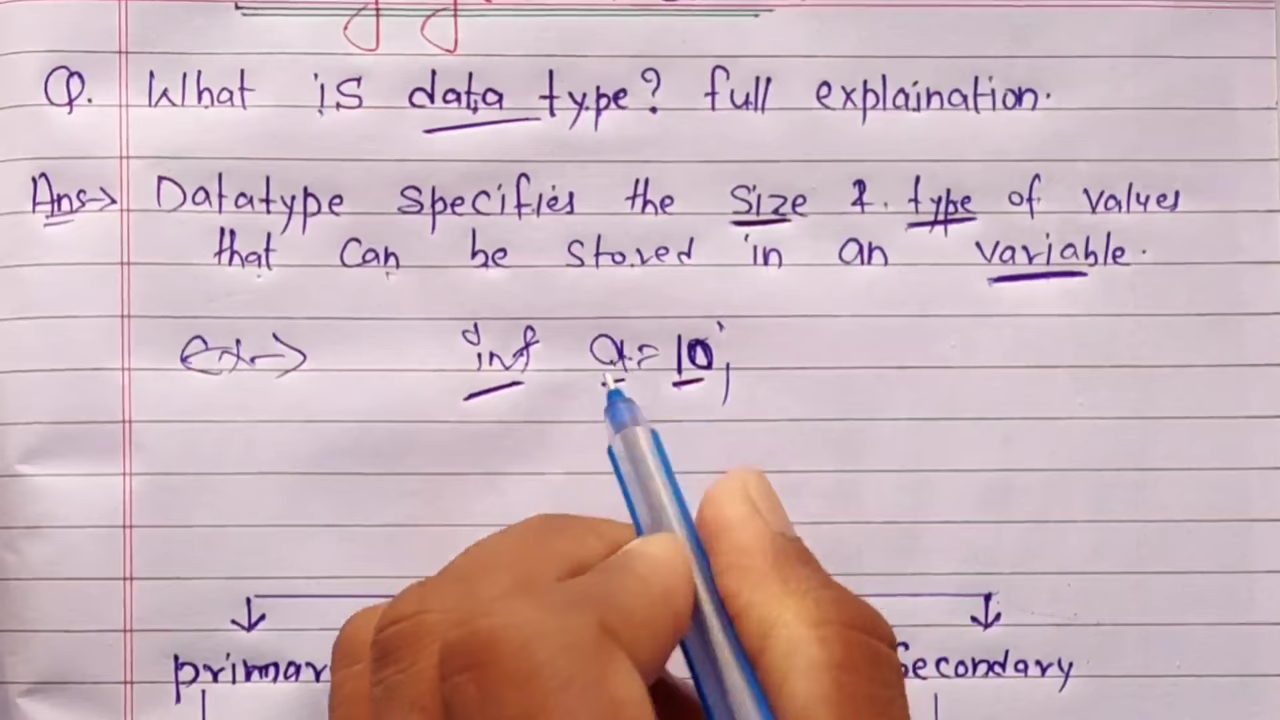 Q. What is data type? full explaination.
Ans→ Datatype specifies the size & type of values
that can be stored in an variable.
ex→ int a = 10;
primar
Secondary